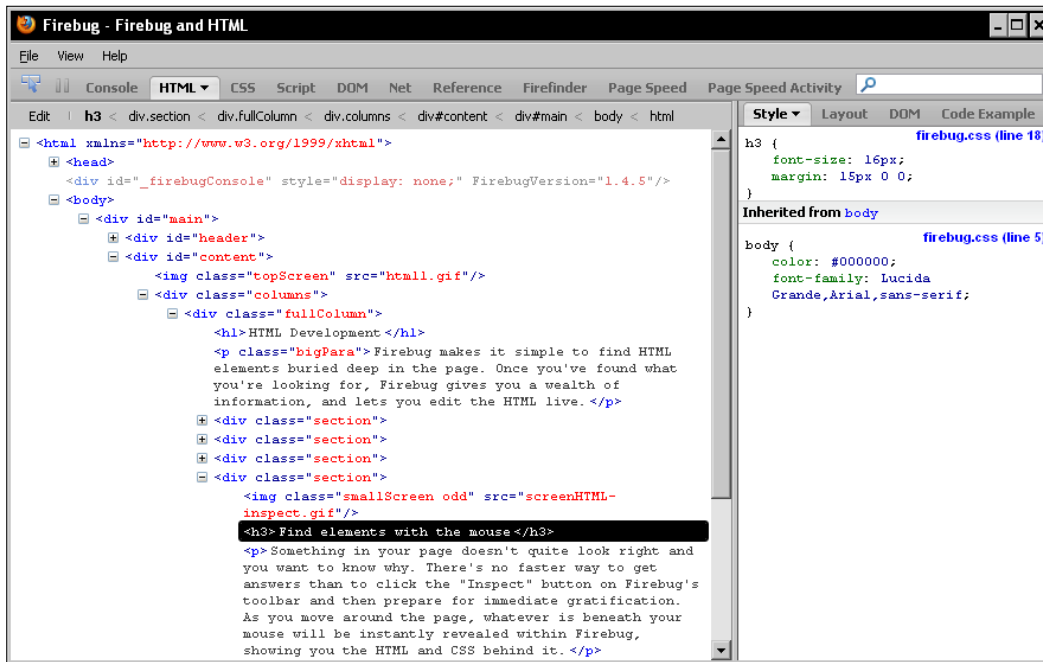 Firebug - Firebug and HTML
File View Help
Console HTML CSS Script DOM Net Reference Firefinder Page Speed Page Speed Activity
Edit h3 < div.section < div.fullColumn < div.columns < div#content < div#main < body < html
<html xmlns="http://www.w3.org/1999/xhtml">
<head>
<div id="_firebugConsole" style="display: none;" FirebugVersion="1.4.5"/>
<body>
<div id="main">
<div id="header">
<div id="content">
<img class="topScreen" src="html1.gif"/>
<div class="columns">
<div class="fullColumn">
<h1>HTML Development</h1>
<p class="bigPara">Firebug makes it simple to find HTML
elements buried deep in the page. Once you've found what
you're looking for, Firebug gives you a wealth of
information, and lets you edit the HTML live.</p>
<div class="section">
<div class="section">
<div class="section">
<div class="section">
<img class="smallScreen odd" src="screenHTML-
inspect.gif"/>
<h3>Find elements with the mouse</h3>
<p>Something in your page doesn't quite look right and
you want to know why. There's no faster way to get
answers than to click the "Inspect" button on Firebug's
toolbar and then prepare for immediate gratification.
As you move around the page, whatever is beneath your
mouse will be instantly revealed within Firebug,
showing you the HTML and CSS behind it.</p>
Style Layout DOM Code Example
firebug.css (line 18)
h3 {
font-size: 16px;
margin: 15px 0 0;
}
Inherited from body
firebug.css (line 5)
body {
color: #000000;
font-family: Lucida
Grande,Arial,sans-serif;
}